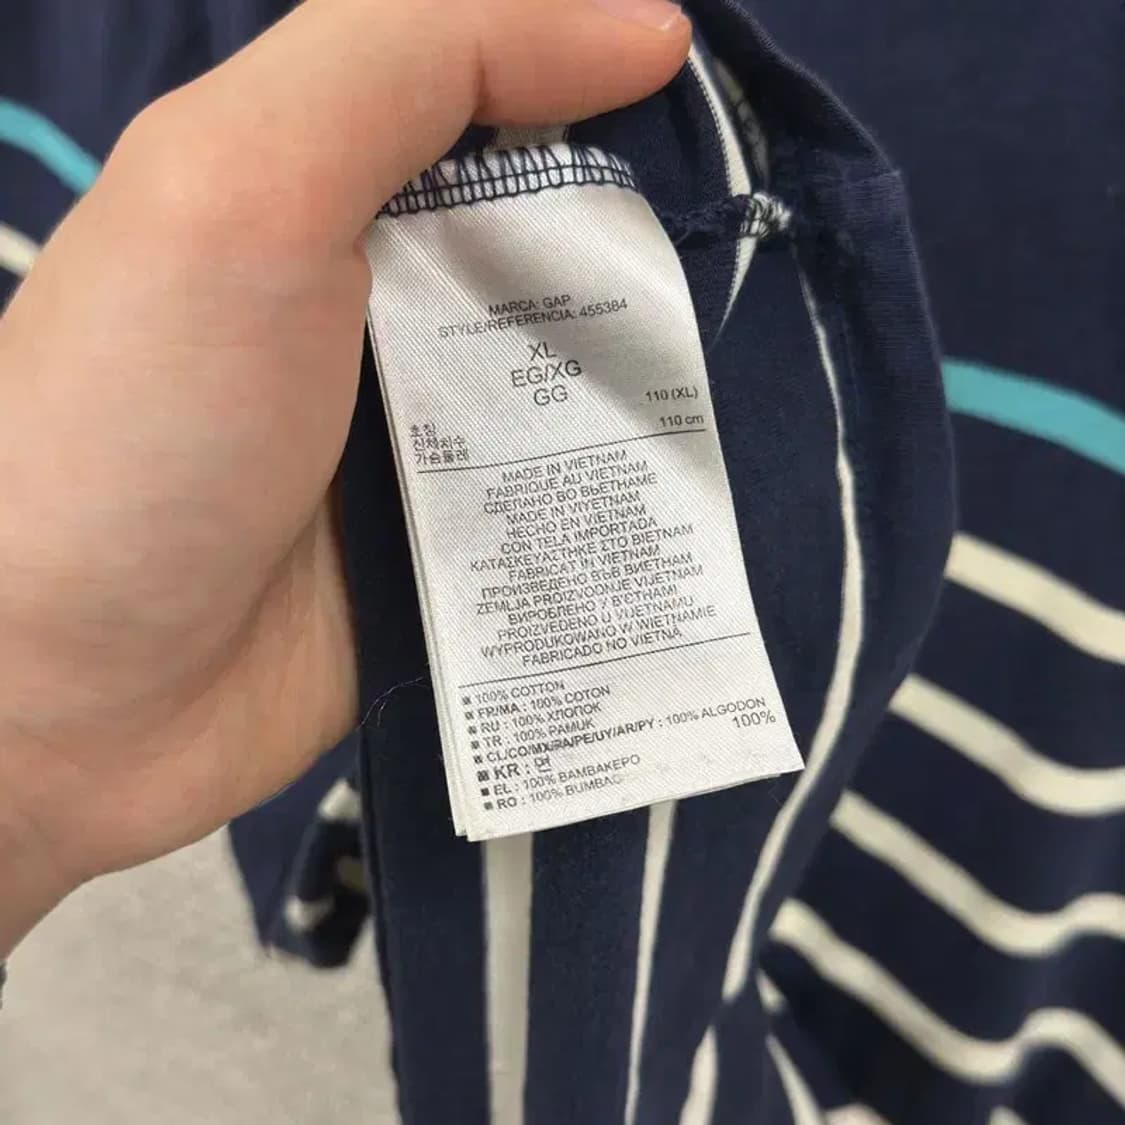 MARCA: GAP
STYLE/REFERENCIA: 455384
XL
EG/XG
GG
호칭 110 (XL)
신체치수
가슴둘레 110 cm
MADE IN VIETNAM
FABRIQUE AU VIETNAM
СДЕЛАНО ВО ВЬЕТНАМЕ
MADE IN VIYETNAM
HECHO EN VIETNAM
CON TELA IMPORTADA
ΚΑΤΑΣΚΕΥΑΣΤΗΚΕ ΣΤΟ ΒΙΕΤΝΑΜ
FABRICAT IN VIETNAM
ПРОИЗВЕДЕНО ВЪВ ВИЕТНАМ
ZEMLJA PROIZVODNJE VIJETNAM
ВИРОБЛЕНО У В'ЄТНАМІ
PROIZVEDENO U VIJETNAMU
WYPRODUKOWANO W WIETNAMIE
FABRICADO NO VIETNÃ
100% COTTON
FR/MA : 100% COTON
RU : 100% ХЛОПОК
TR : 100% PAMUK
CL/CO/MX/PA/PE/UY/AR/PY : 100% ALGODON
KR : 면 100%
EL : 100% ΒΑΜΒΑΚΕΡΟ
RO : 100% BUMBAC